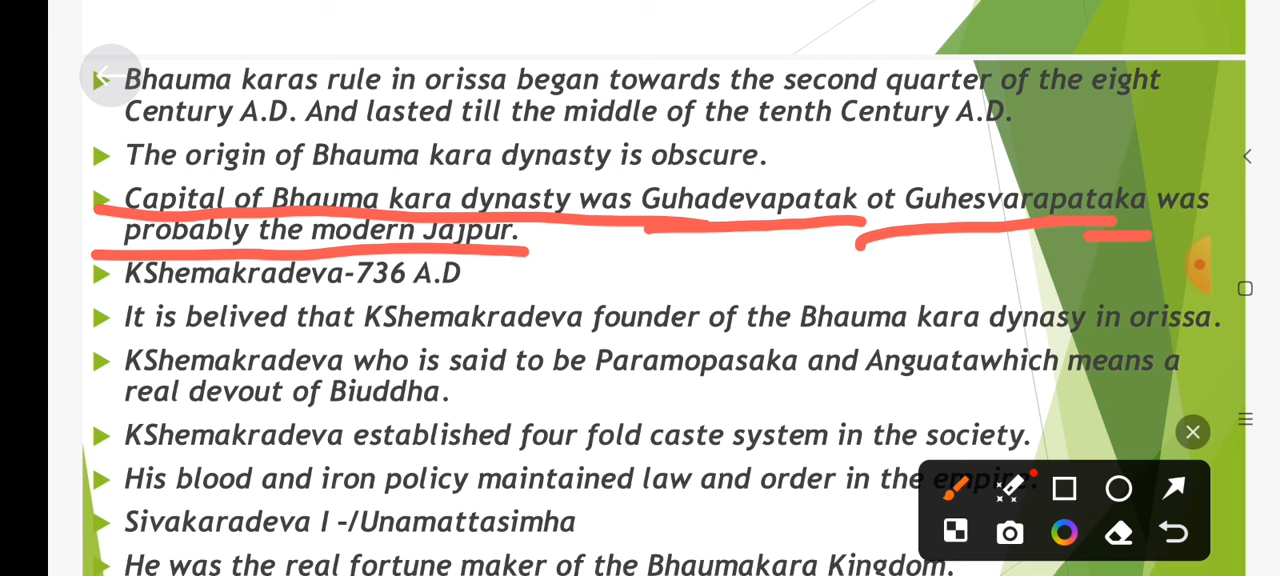 Bhauma karas rule in orissa began towards the second quarter of the eight
Century A.D. And lasted till the middle of the tenth Century A.D.
The origin of Bhauma kara dynasty is obscure.
Capital of Bhauma kara dynasty was Guhadevapatak ot Guhesvarapataka was
probably the modern Jajpur.
KShemakradeva-736 A.D
It is belived that KShemakradeva founder of the Bhauma kara dynasy in orissa.
KShemakradeva who is said to be Paramopasaka and Anguatawhich means a
real devout of Biuddha.
KShemakradeva established four fold caste system in the society.
His blood and iron policy maintained law and order in the empire.
Sivakaradeva I -/Unamattasimha
He was the real fortune maker of the Bhaumakara Kingdom.